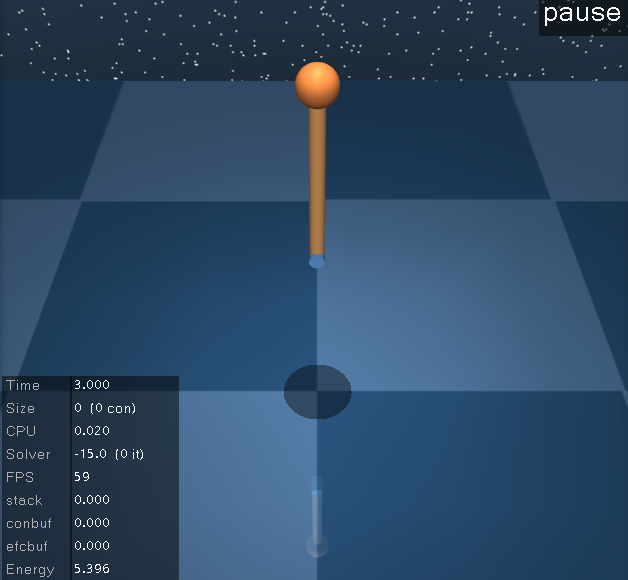 pause
Time 3.000
Size 0 (0 con)
CPU 0.020
Solver -15.0 (0 it)
FPS 59
stack 0.000
conbuf 0.000
efcbuf 0.000
Energy 5.396